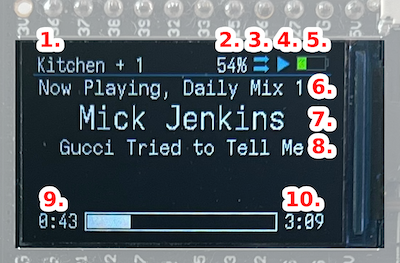 1. 2. 3. 4. 5.
Kitchen + 1 54%
Now Playing, Daily Mix 1 6.
Mick Jenkins 7.
Gucci Tried to Tell Me 8.
9. 10.
0:43 3:09